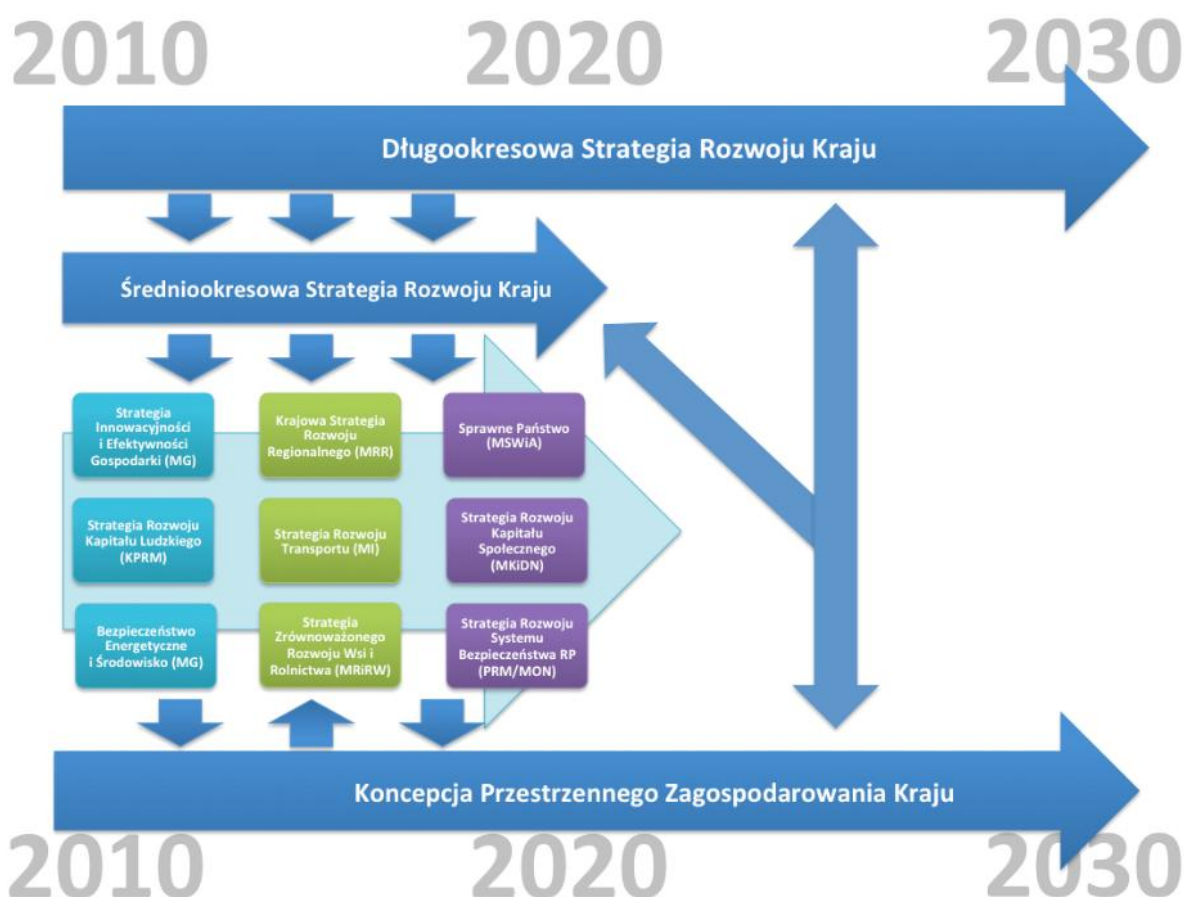 2010 2020 2030
Długookresowa Strategia Rozwoju Kraju
Średniookresowa Strategia Rozwoju Kraju
Strategia
Innowacyjności
i Efektywności
Gospodarki (MG)
Krajowa Strategia
Rozwoju
Regionalnego (MRR)
Sprawne Państwo
(MSWiA)
Strategia Rozwoju
Kapitału Ludzkiego
(KPRM)
Strategia Rozwoju
Transportu (MI)
Strategia Rozwoju
Kapitału
Społecznego
(MKiDN)
Bezpieczeństwo
Energetyczne
i Środowisko (MG)
Strategia
Zrównoważonego
Rozwoju Wsi i
Rolnictwa (MRiRW)
Strategia Rozwoju
Systemu
Bezpieczeństwa RP
(PRM/MON)
Koncepcja Przestrzennego Zagospodarowania Kraju
2010 2020 2030